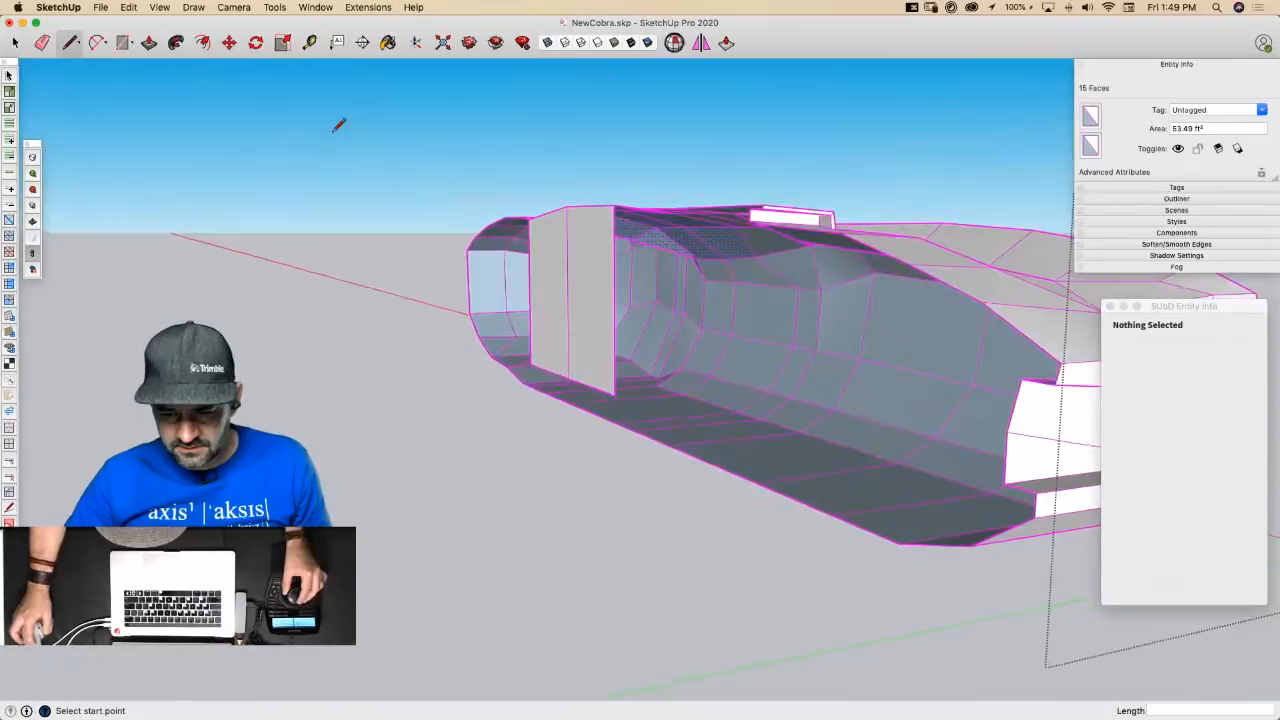 SketchUp File Edit View Draw Camera Tools Window Extensions Help
100% Fri 1:49 PM
NewCobra.skp - SketchUp Pro 2020
Entity Info
15 Faces
Tag: Untagged
Area: 53.49 ft²
Toggles:
Advanced Attributes
Tags
Outliner
Scenes
Styles
Components
Soften/Smooth Edges
Shadow Settings
Fog
SUbD Entity Info
Nothing Selected
Trimble
axis¹ |ˈaksɪs|
Select start point
Length